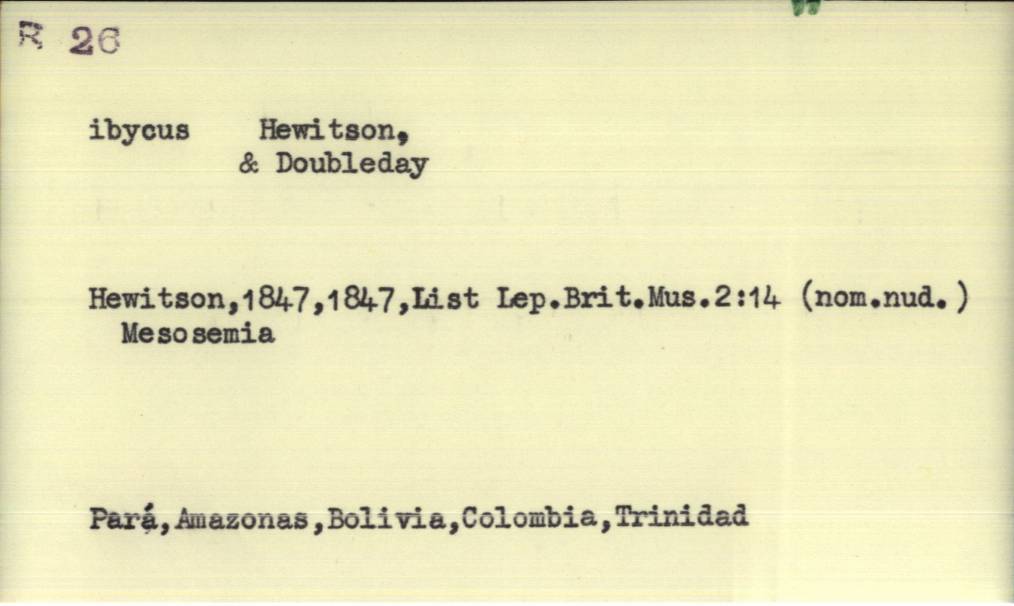 R 26
ibycus Hewitson,
& Doubleday
Hewitson,1847,1847,List Lep.Brit.Mus.2:14 (nom.nud.)
Mesosemia
Pará,Amazonas,Bolivia,Colombia,Trinidad